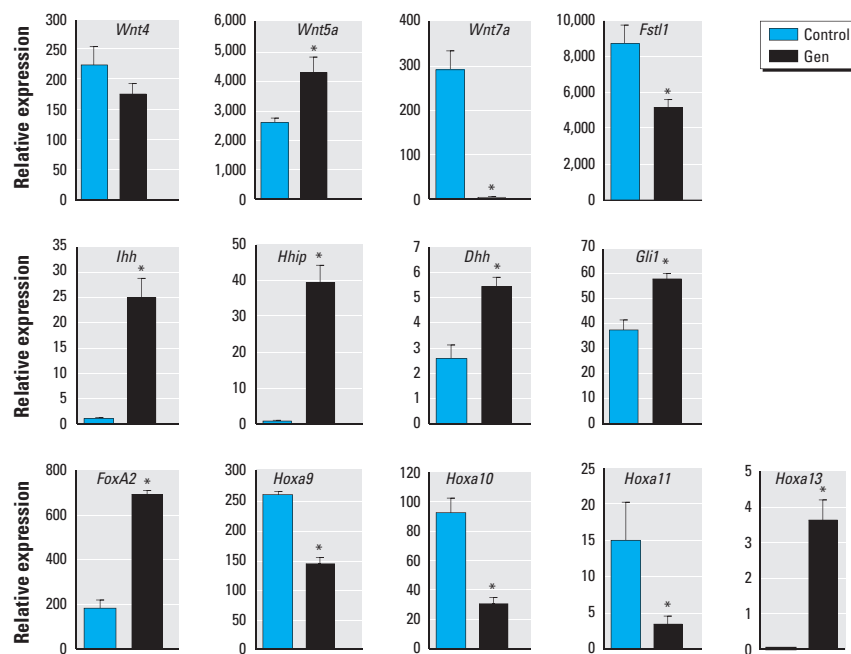 Wnt4 Wnt5a Wnt7a Fstl1
Control
Gen
Relative expression
300 250 200 150 100 50 0
6,000 5,000 4,000 3,000 2,000 1,000 0
400 300 200 100 0
10,000 8,000 6,000 4,000 2,000 0
* * *
Ihh Hhip Dhh Gli1
Relative expression
35 30 25 20 15 10 5 0
50 40 30 20 10 0
7 6 5 4 3 2 1 0
70 60 50 40 30 20 10 0
* * * *
FoxA2 Hoxa9 Hoxa10 Hoxa11 Hoxa13
Relative expression
800 600 400 200 0
300 250 200 150 100 50 0
120 100 80 60 40 20 0
25 20 15 10 5 0
5 4 3 2 1 0
* * * * *